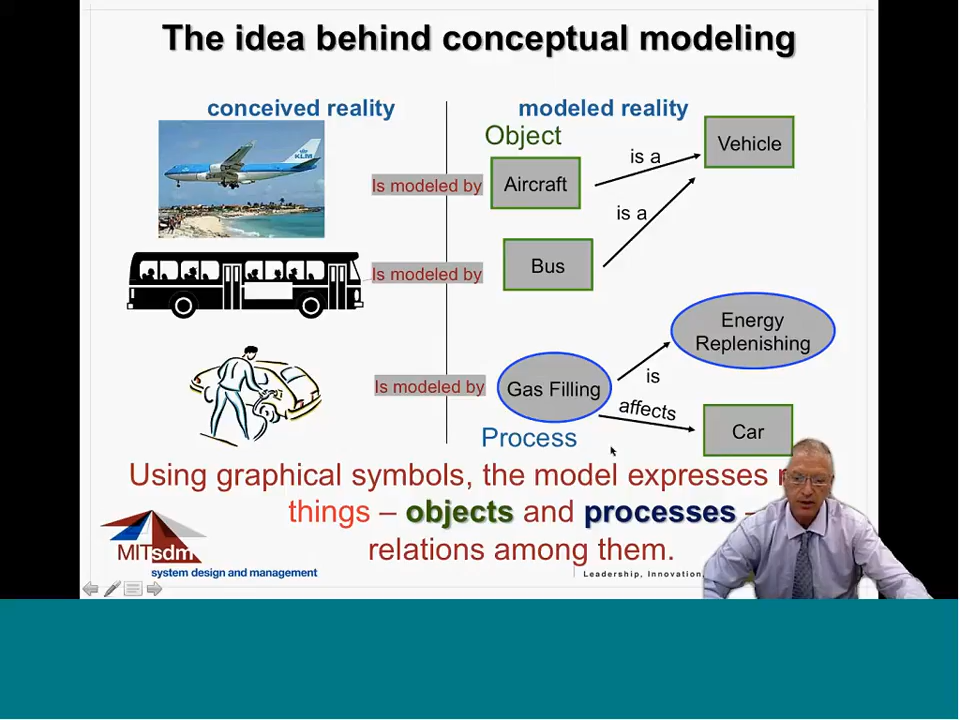 The idea behind conceptual modeling
conceived reality
modeled reality
Object
KLM
Is modeled by
Aircraft
is a
Vehicle
is a
Is modeled by
Bus
Energy
Replenishing
Is modeled by
Gas Filling
is
affects
Car
Process
Using graphical symbols, the model expresses
things – objects and processes –
relations among them.
MITsdm
system design and management
Leadership, Innovation,